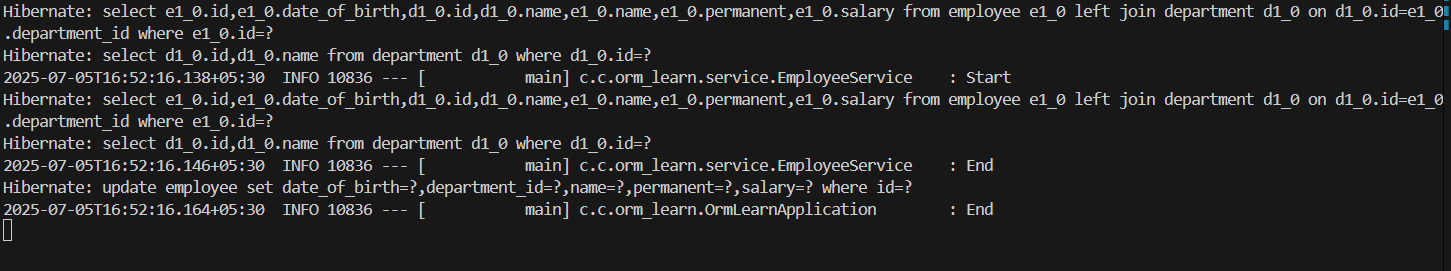 Hibernate: select e1_0.id,e1_0.date_of_birth,d1_0.id,d1_0.name,e1_0.name,e1_0.permanent,e1_0.salary from employee e1_0 left join department d1_0 on d1_0.id=e1_0
.department_id where e1_0.id=?
Hibernate: select d1_0.id,d1_0.name from department d1_0 where d1_0.id=?
2025-07-05T16:52:16.138+05:30  INFO 10836 --- [           main] c.c.orm_learn.service.EmployeeService    : Start
Hibernate: select e1_0.id,e1_0.date_of_birth,d1_0.id,d1_0.name,e1_0.name,e1_0.permanent,e1_0.salary from employee e1_0 left join department d1_0 on d1_0.id=e1_0
.department_id where e1_0.id=?
Hibernate: select d1_0.id,d1_0.name from department d1_0 where d1_0.id=?
2025-07-05T16:52:16.146+05:30  INFO 10836 --- [           main] c.c.orm_learn.service.EmployeeService    : End
Hibernate: update employee set date_of_birth=?,department_id=?,name=?,permanent=?,salary=? where id=?
2025-07-05T16:52:16.164+05:30  INFO 10836 --- [           main] c.c.orm_learn.OrmLearnApplication        : End